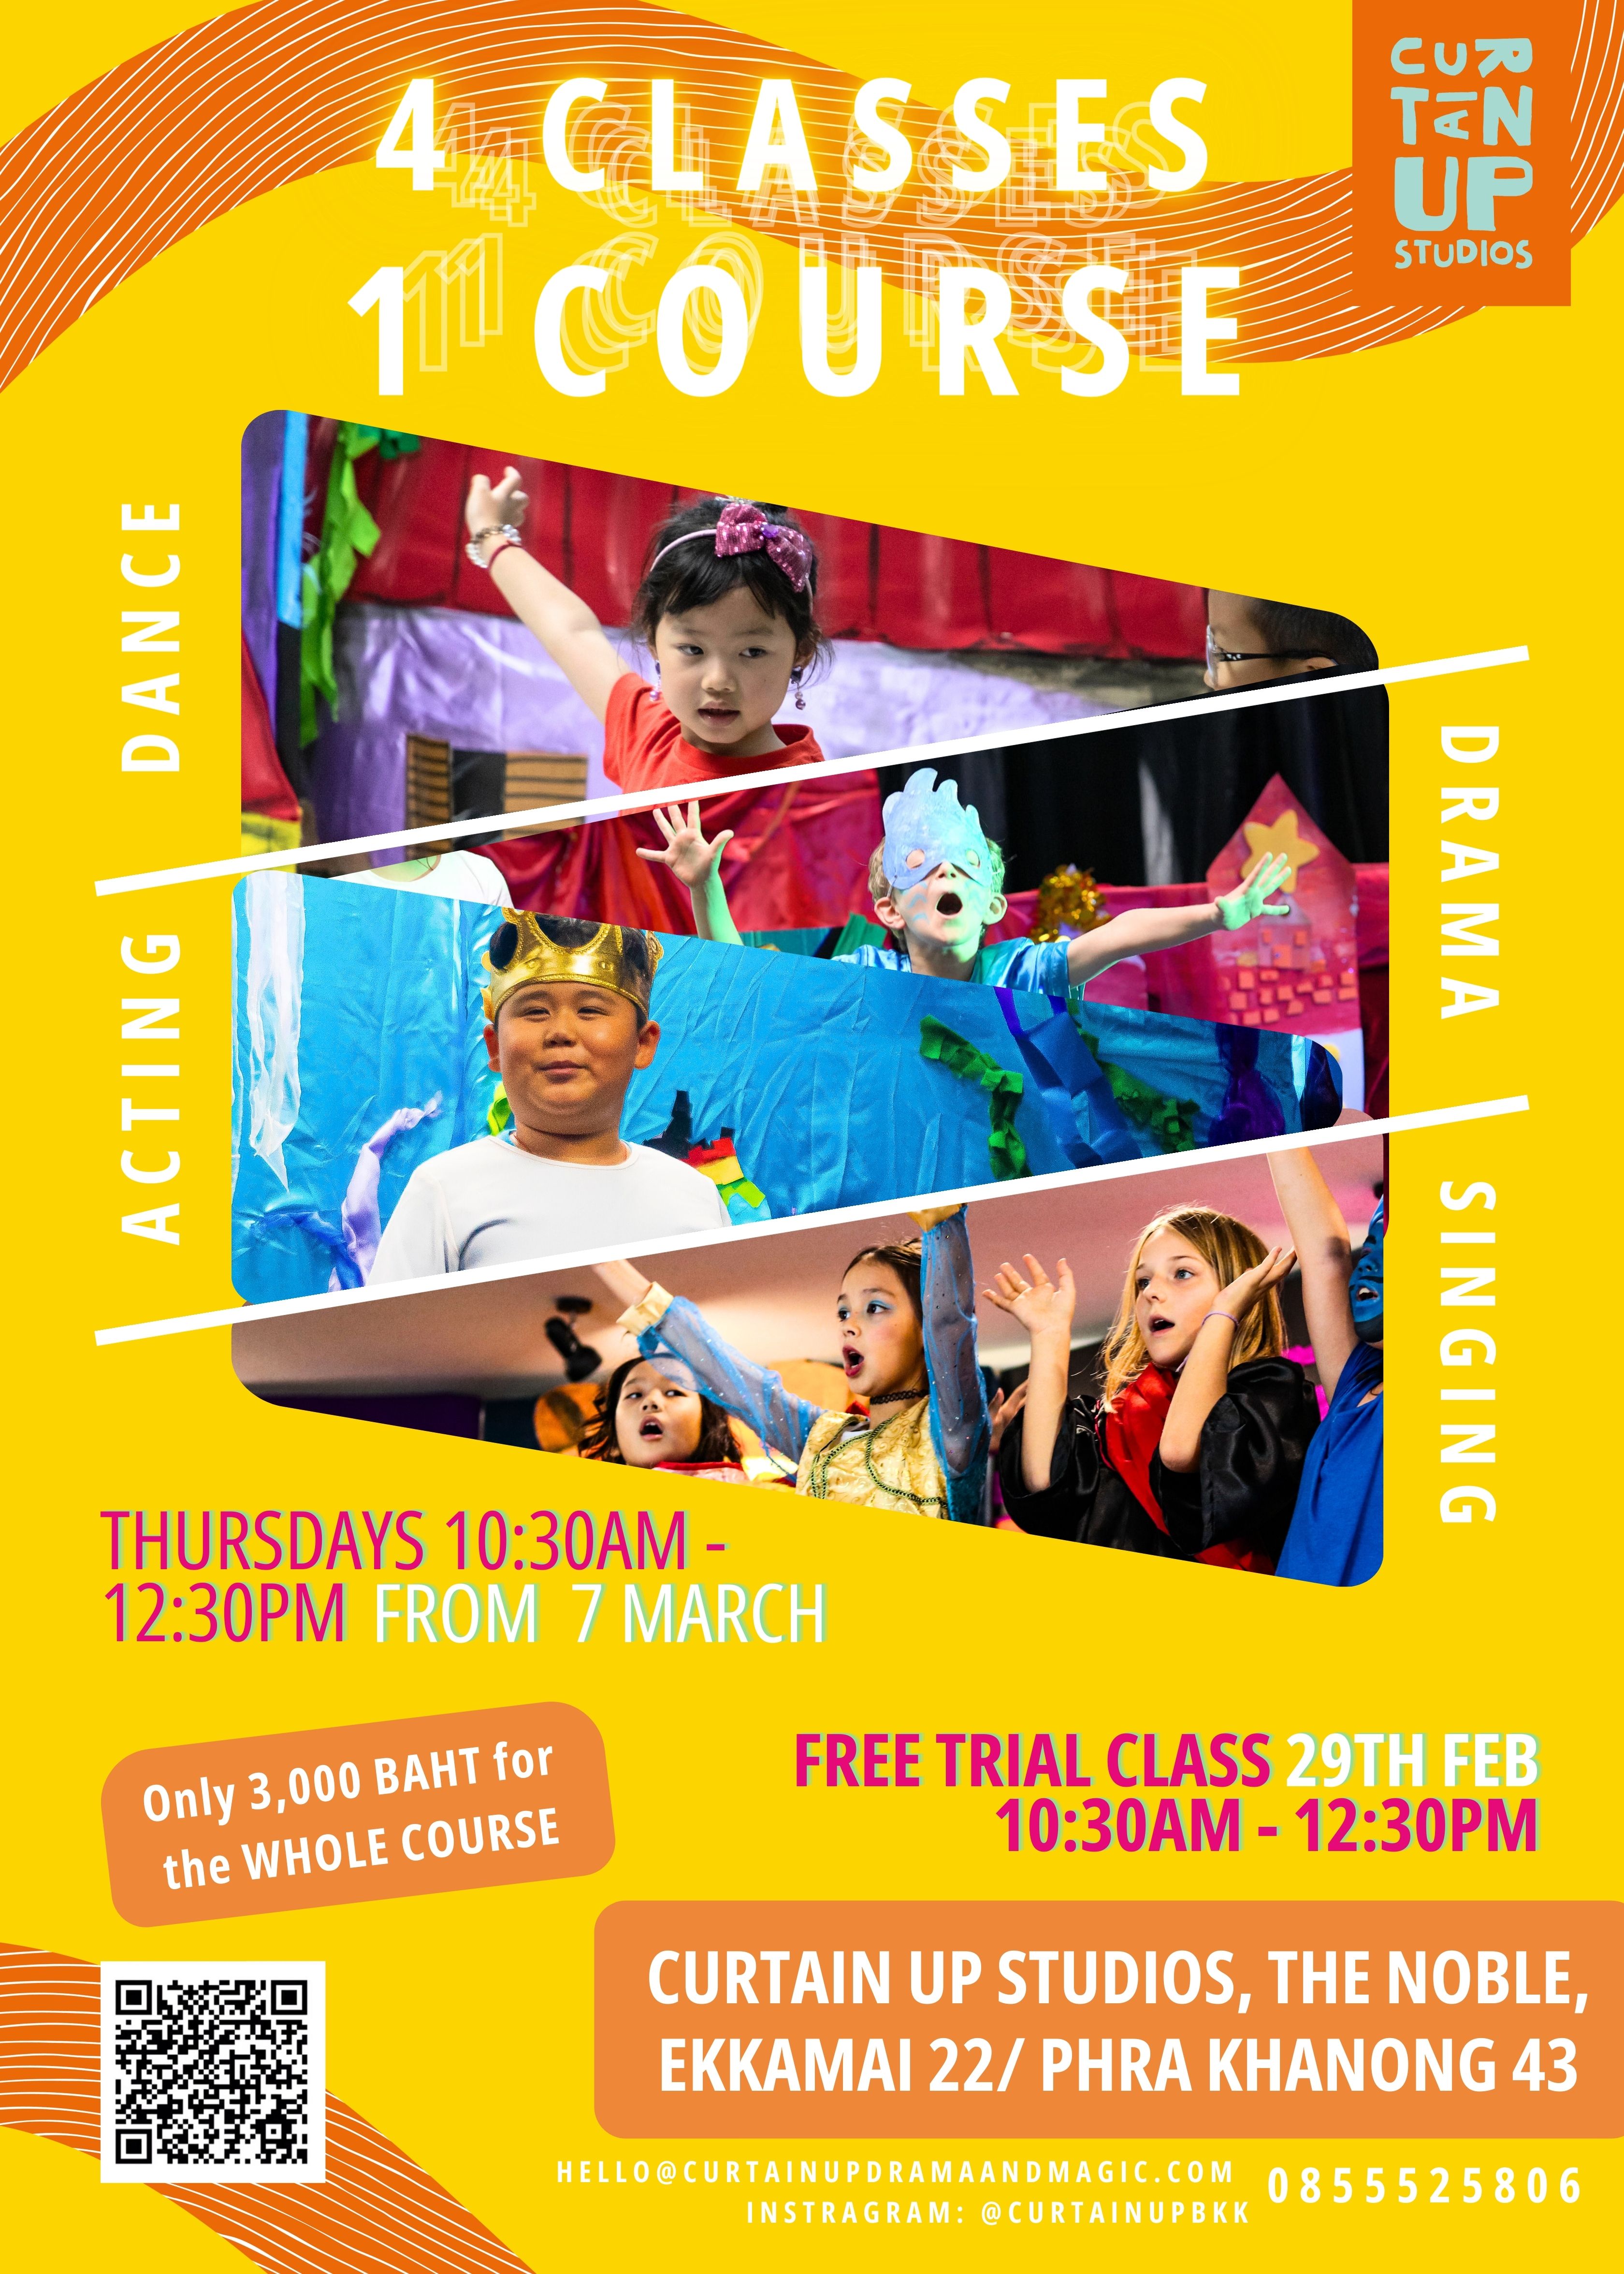 4 CLASSES
1 COURSE
CUR
TAIN
UP
STUDIOS
DANCE
DRAMA
ACTING
SINGING
THURSDAYS 10:30AM -
12:30PM FROM 7 MARCH
Only 3,000 BAHT for
the WHOLE COURSE
FREE TRIAL CLASS 29TH FEB
10:30AM - 12:30PM
CURTAIN UP STUDIOS, THE NOBLE,
EKKAMAI 22/ PHRA KHANONG 43
HELLO@CURTAINUPDRAMAANDMAGIC.COM
INSTRAGRAM: @CURTAINUPBKK
0855525806